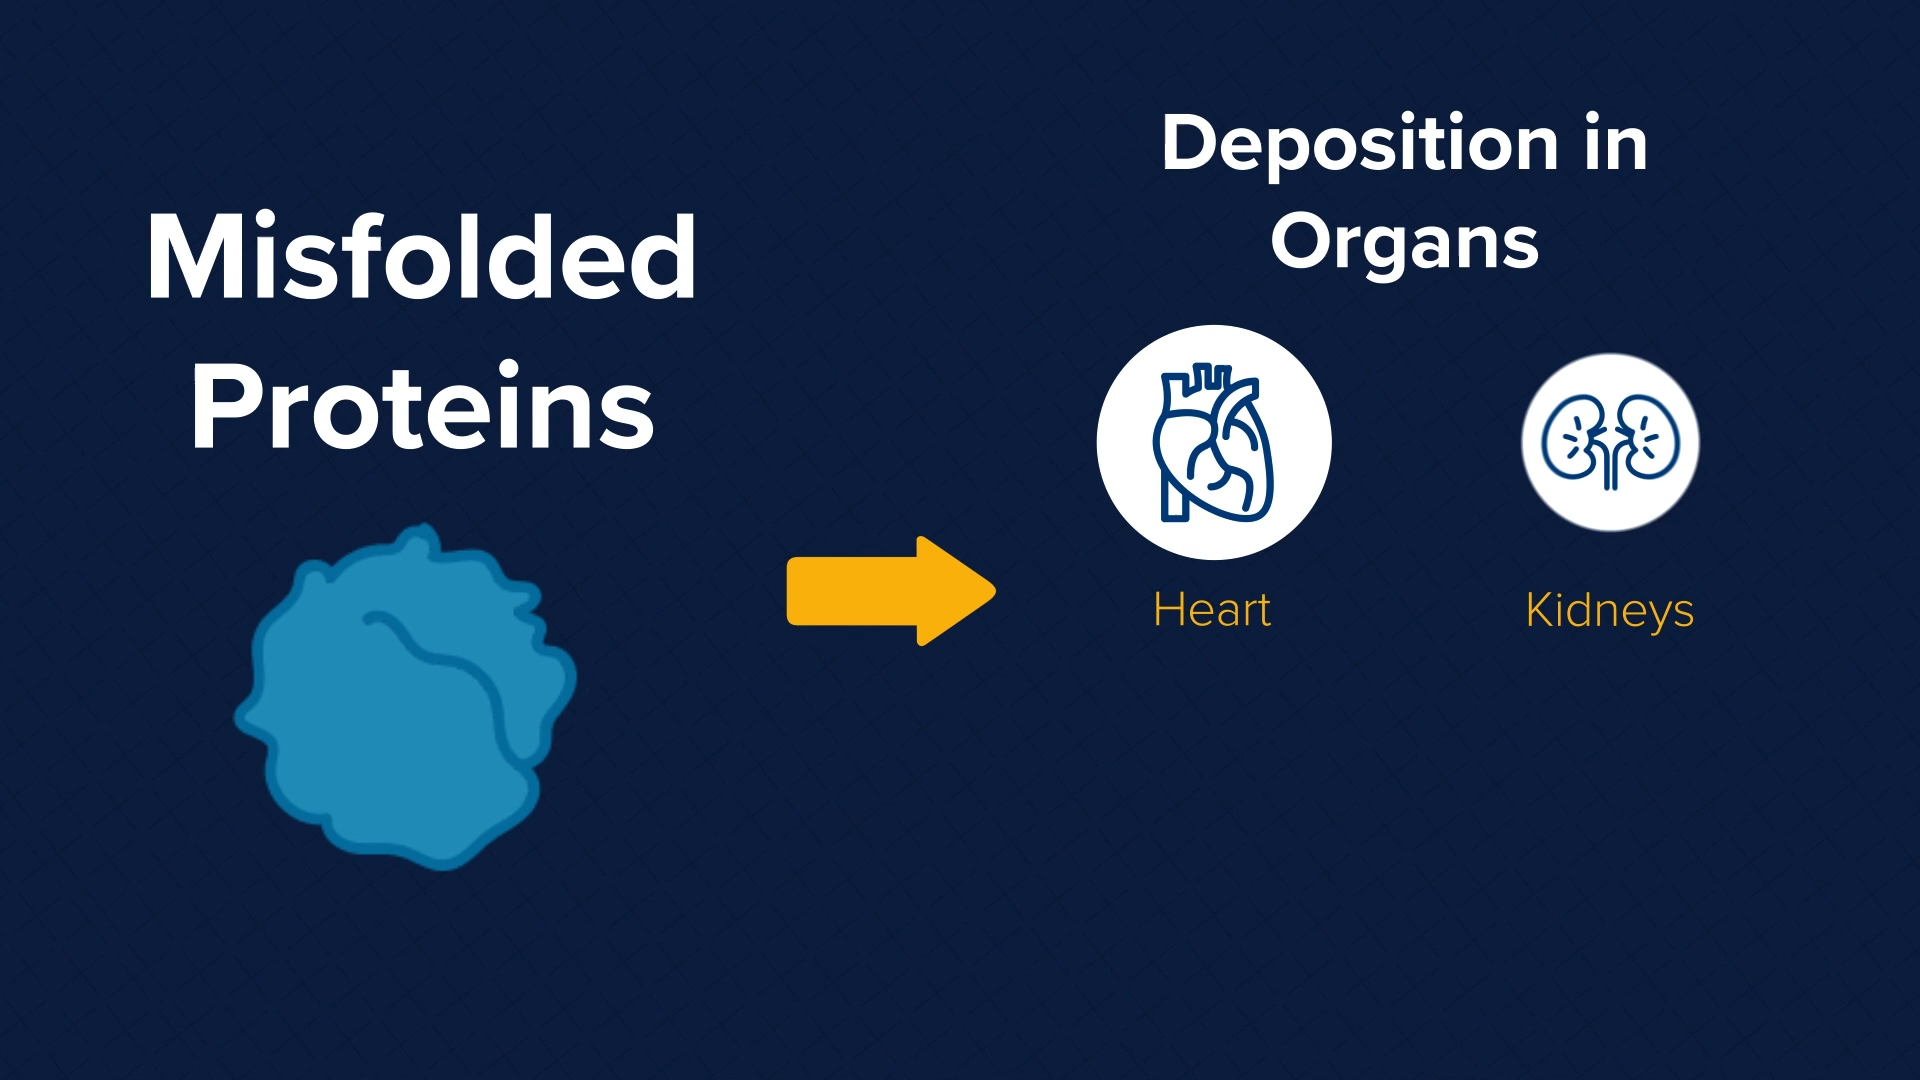 Misfolded
Proteins
Deposition in
Organs
Heart
Kidneys